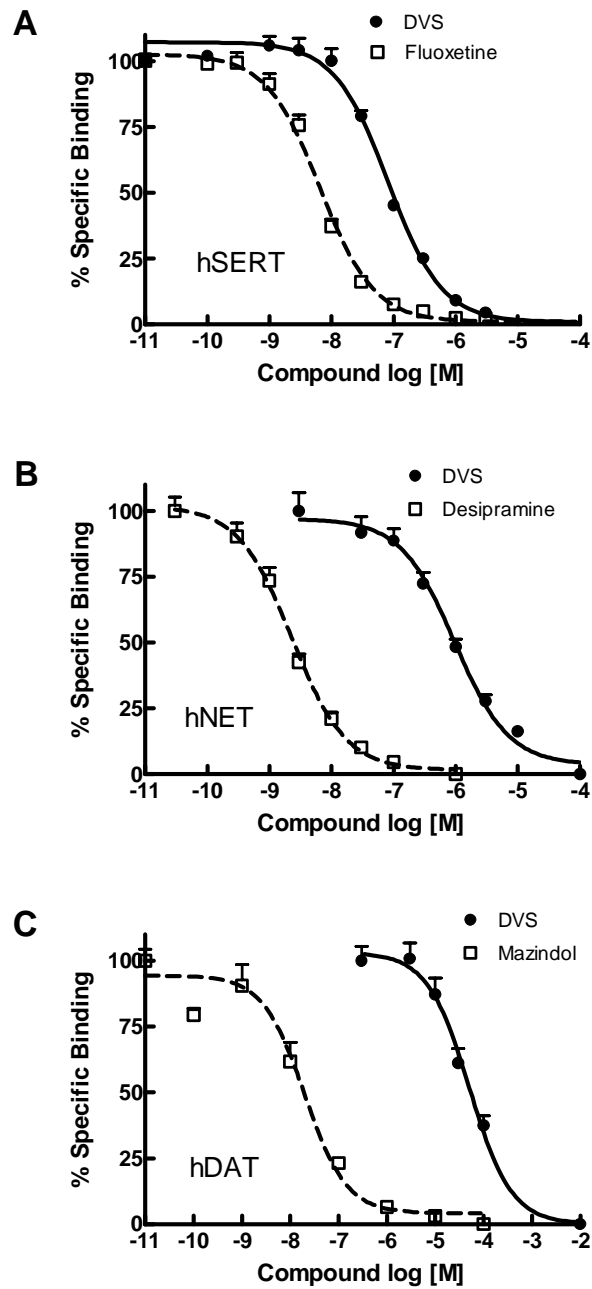 A
DVS
Fluoxetine
% Specific Binding
100
75
50
25
0
hSERT
-11 -10 -9 -8 -7 -6 -5 -4
Compound log [M]
B
DVS
Desipramine
% Specific Binding
100
75
50
25
0
hNET
-11 -10 -9 -8 -7 -6 -5 -4
Compound log [M]
C
DVS
Mazindol
% Specific Binding
100
75
50
25
0
hDAT
-11 -10 -9 -8 -7 -6 -5 -4 -3 -2
Compound log [M]